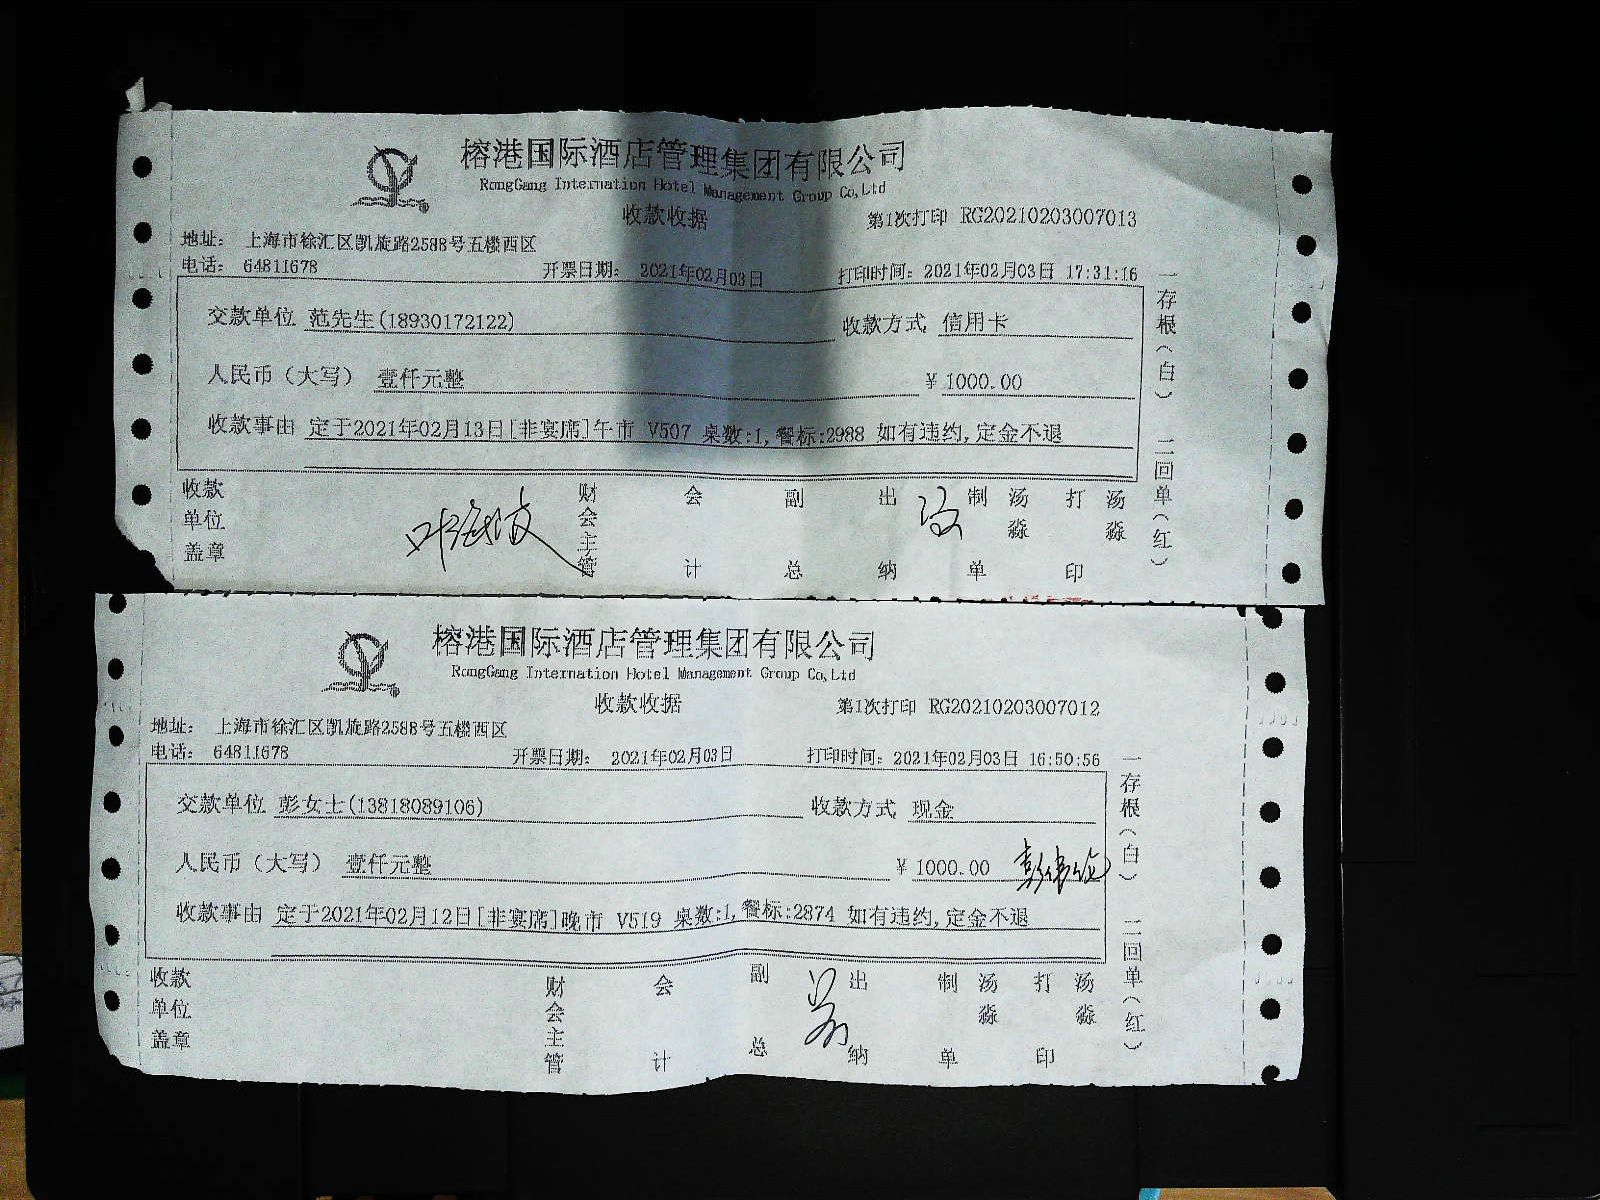 榕港国际酒店管理集团有限公司
RongGang Internation Hotel Management Group Co,Ltd
收款收据 第1次打印 RG20210203007013
地址: 上海市徐汇区凯旋路2588号五楼西区
电话: 64811678 开票日期: 2021年02月03日 打印时间: 2021年02月03日 17:31:16
交款单位 范先生(18930172122) 收款方式 信用卡
人民币(大写) 壹仟元整 ¥1000.00
收款事由 定于2021年02月13日[非宴席]午市 V507 桌数:1,餐标:2988 如有违约,定金不退
收款单位盖章 财会主管 会计 副总 出纳 制单 汤淼 打印 汤淼
一存根(白) 二回单(红)
榕港国际酒店管理集团有限公司
RongGang Internation Hotel Management Group Co,Ltd
收款收据 第1次打印 RG20210203007012
地址: 上海市徐汇区凯旋路2588号五楼西区
电话: 64811678 开票日期: 2021年02月03日 打印时间: 2021年02月03日 16:50:56
交款单位 彭女士(13818089106) 收款方式 现金
人民币(大写) 壹仟元整 ¥1000.00
收款事由 定于2021年02月12日[非宴席]晚市 V519 桌数:1,餐标:2874 如有违约,定金不退
收款单位盖章 财会主管 会计 副总 出纳 制单 汤淼 打印 汤淼
一存根(白) 二回单(红)